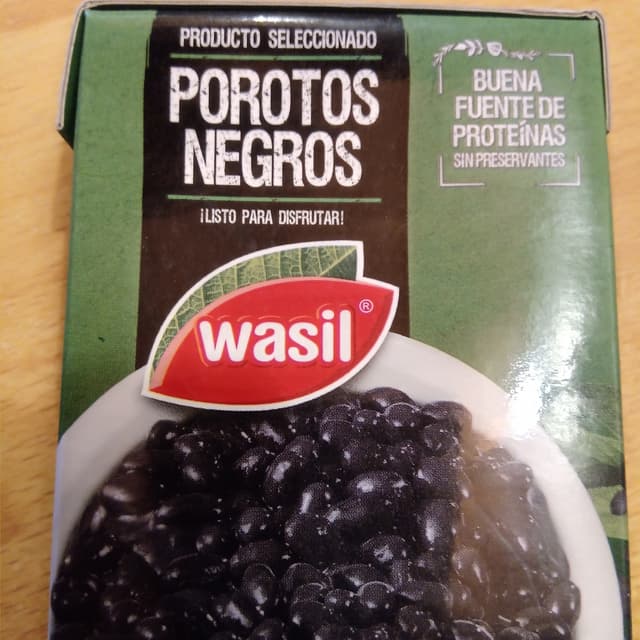 PRODUCTO SELECCIONADO
POROTOS
NEGROS
¡LISTO PARA DISFRUTAR!
BUENA
FUENTE DE
PROTEÍNAS
SIN PRESERVANTES
wasil®